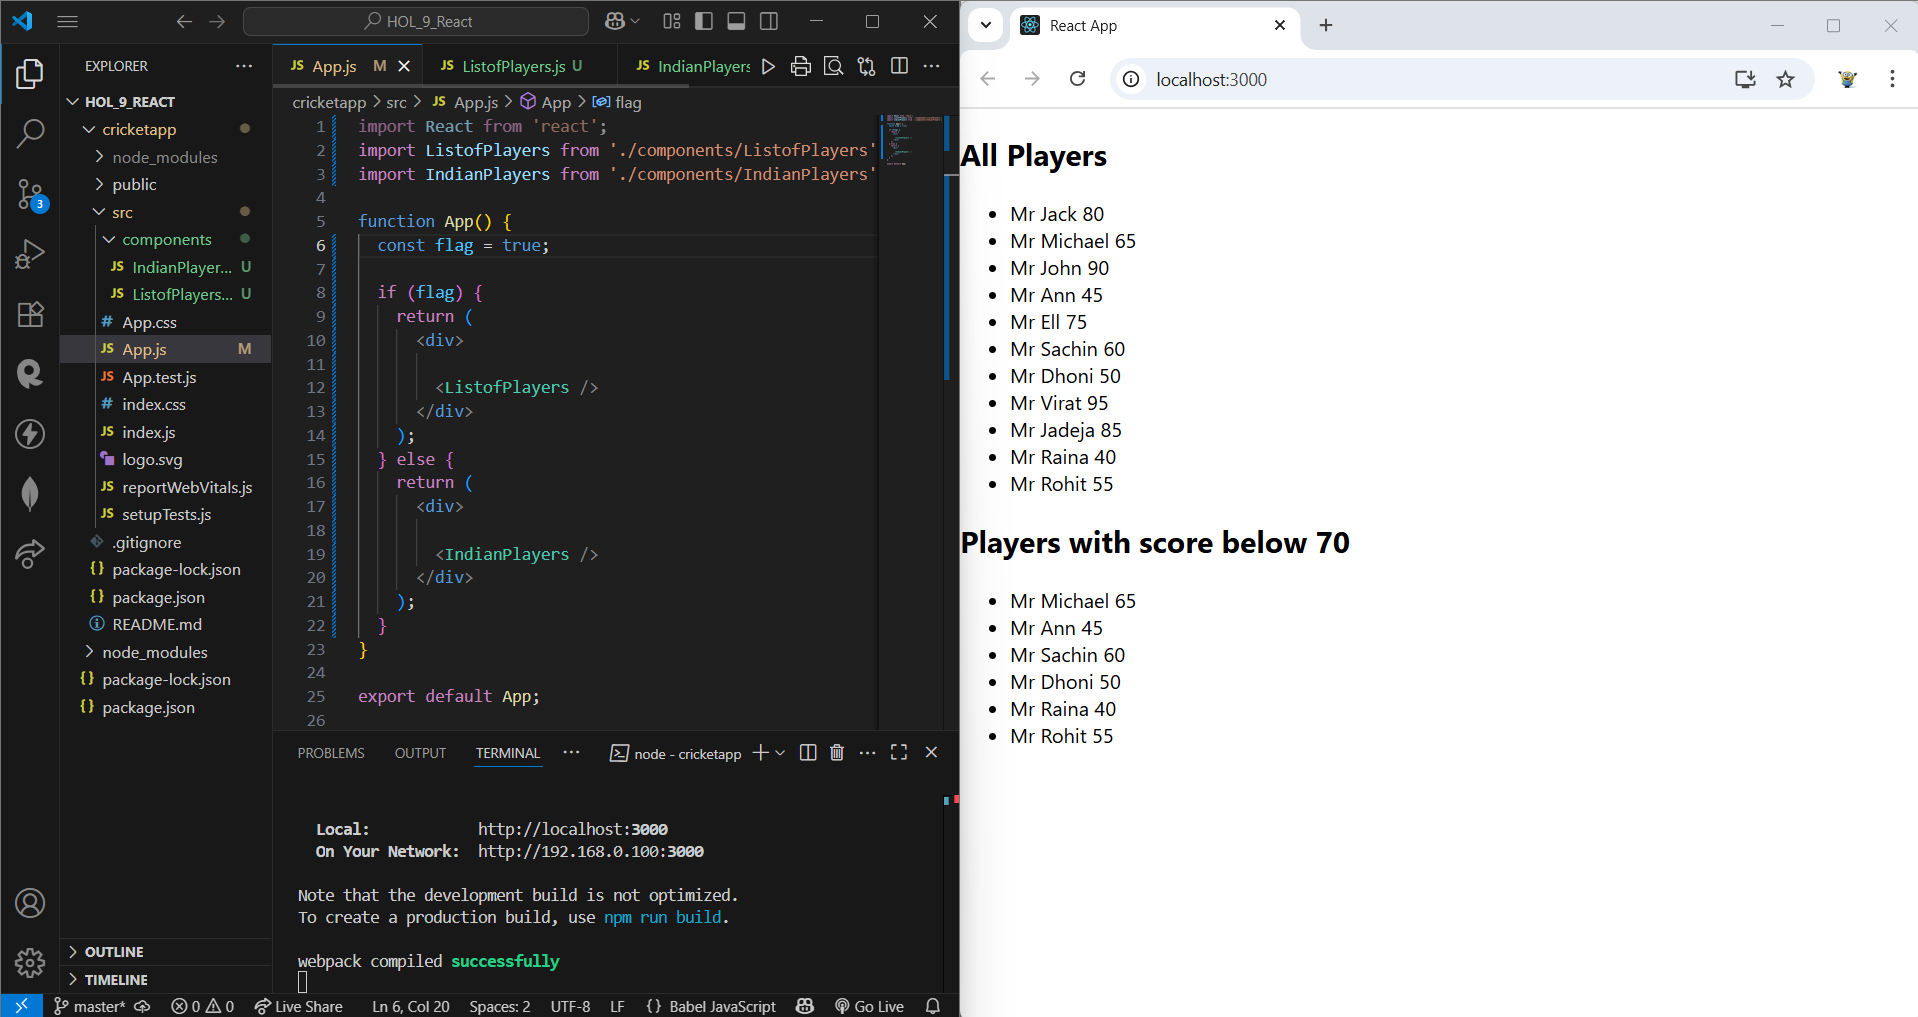 HOL_9_React
EXPLORER
HOL_9_REACT
cricketapp
node_modules
public
src
components
IndianPlayer... U
ListofPlayers... U
App.css
App.js M
App.test.js
index.css
index.js
logo.svg
reportWebVitals.js
setupTests.js
.gitignore
package-lock.json
package.json
README.md
node_modules
package-lock.json
package.json
OUTLINE
TIMELINE
3
App.js M
ListofPlayers.js U
IndianPlayers
cricketapp > src > JS App.js > App > flag
1 import React from 'react';
2 import ListofPlayers from './components/ListofPlayers'
3 import IndianPlayers from './components/IndianPlayers'
4
5 function App() {
6 const flag = true;
7
8 if (flag) {
9 return (
10 <div>
11
12 <ListofPlayers />
13 </div>
14 );
15 } else {
16 return (
17 <div>
18
19 <IndianPlayers />
20 </div>
21 );
22 }
23 }
24
25 export default App;
26
PROBLEMS OUTPUT TERMINAL ... node - cricketapp
Local: http://localhost:3000
On Your Network: http://192.168.0.100:3000
Note that the development build is not optimized.
To create a production build, use npm run build.
webpack compiled successfully
master* 0 0 Live Share Ln 6, Col 20 Spaces: 2 UTF-8 LF {} Babel JavaScript Go Live
React App
localhost:3000
All Players
Mr Jack 80
Mr Michael 65
Mr John 90
Mr Ann 45
Mr Ell 75
Mr Sachin 60
Mr Dhoni 50
Mr Virat 95
Mr Jadeja 85
Mr Raina 40
Mr Rohit 55
Players with score below 70
Mr Michael 65
Mr Ann 45
Mr Sachin 60
Mr Dhoni 50
Mr Raina 40
Mr Rohit 55